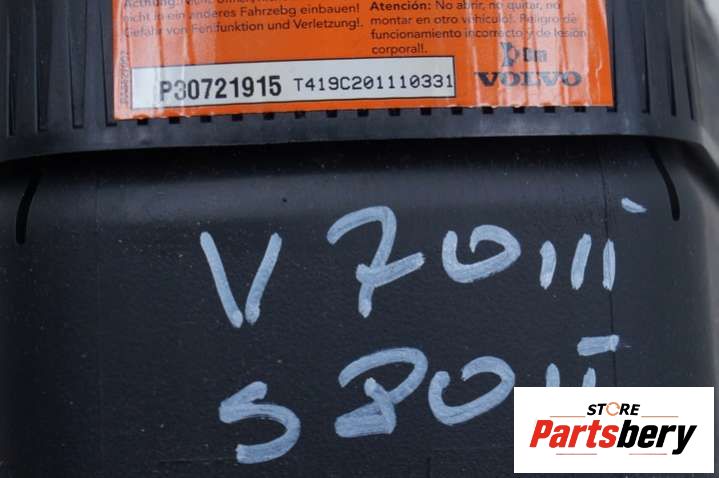 nicht in ein anderes Fahrzebg einbauen!
Gefahr von Fehlfunktion und Verletzung!.
Atención: No abrir, no quitar, no
montar en otro vehículo!. Peligro de
funcionamiento incorrecto y de lesión
corporal!.
P30721915 T419C201110331
VOLVO
V70III
S80II
STORE
Partsbery